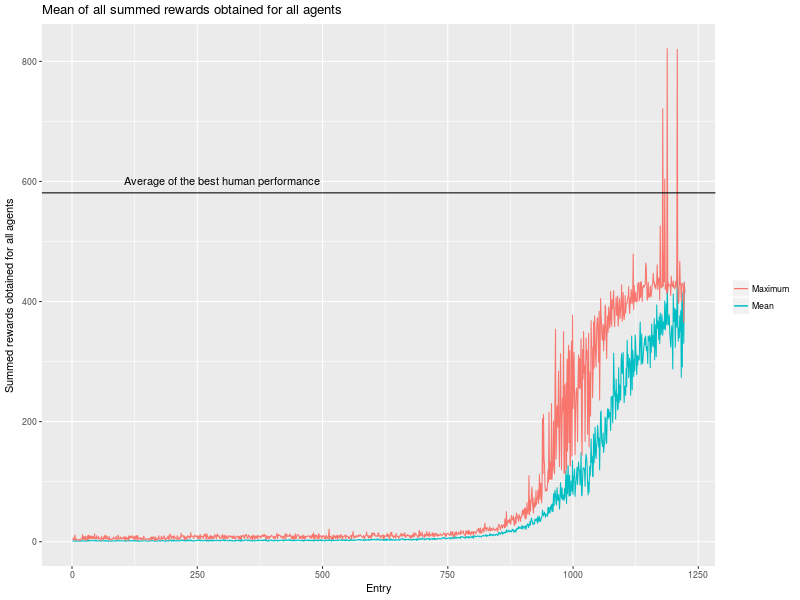 Mean of all summed rewards obtained for all agents
800
Average of the best human performance
600
Summed rewards obtained for all agents
Maximum
400
Mean
200
0
0 250 500 750 1000 1250
Entry